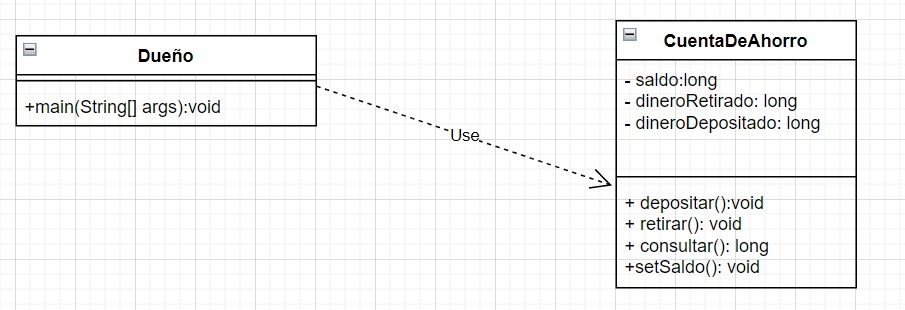 Dueño
+main(String[] args):void
Use
CuentaDeAhorro
- saldo:long
- dineroRetirado: long
- dineroDepositado: long
+ depositar():void
+ retirar(): void
+ consultar(): long
+setSaldo(): void